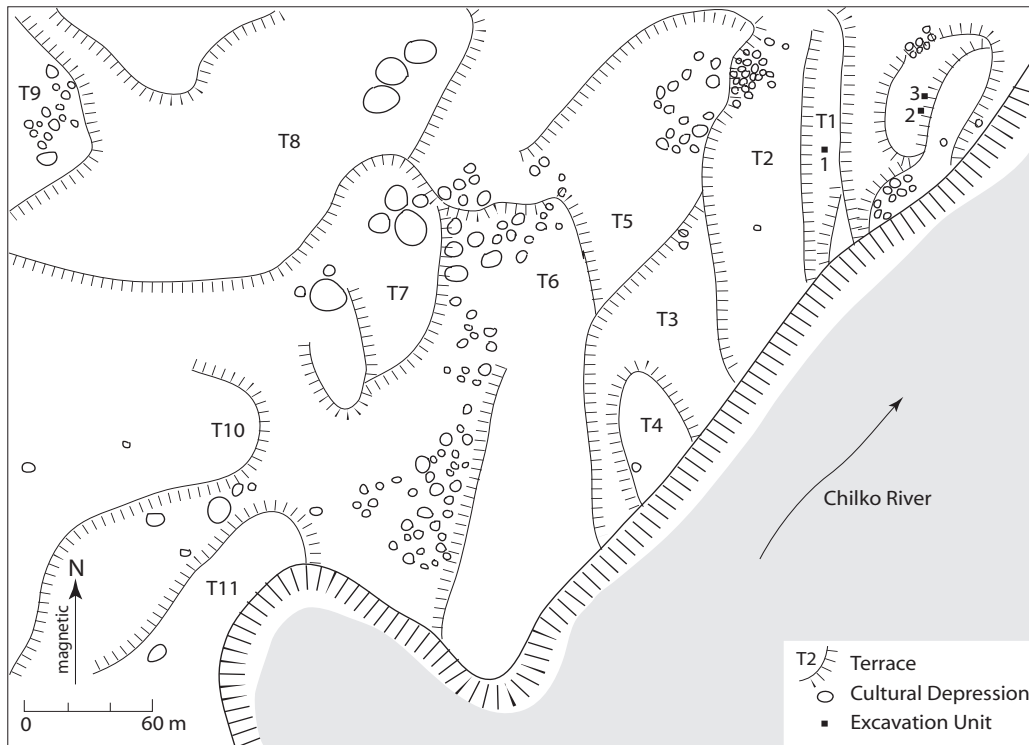 T9
T8
T2
T1
3
2
1
T5
T7
T6
T3
T10
T4
Chilko River
T11
N
magnetic
0 60 m
T2 Terrace
Cultural Depression
Excavation Unit